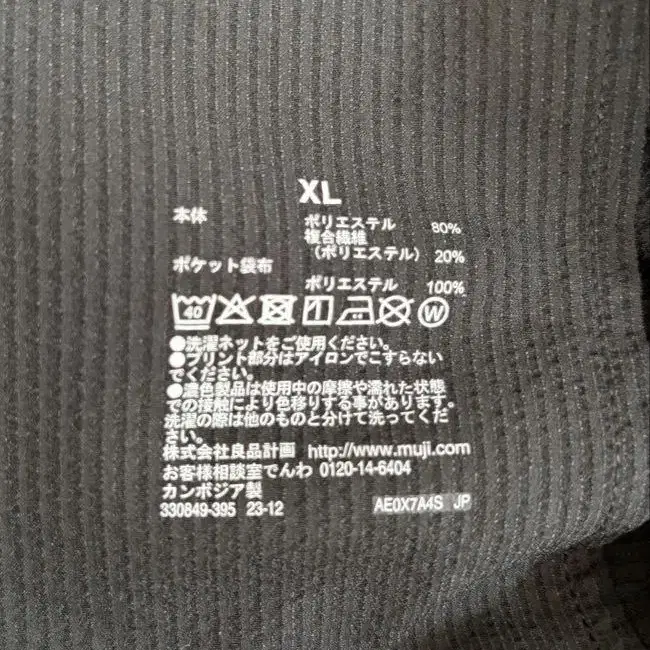 XL
本体
ポリエステル 80%
複合繊維
（ポリエステル） 20%
ポケット袋布
ポリエステル 100%
40 W
●洗濯ネットをご使用ください。
●プリント部分はアイロンでこすらない
でください。
●濃色製品は使用中の摩擦や濡れた状態
での接触により色移りする事があります。
洗濯の際は他のものと分けて洗ってくだ
さい。
株式会社良品計画 http://www.muji.com
お客様相談室でんわ 0120-14-6404
カンボジア製
330849-395 23-12 AE0X7A4S JP